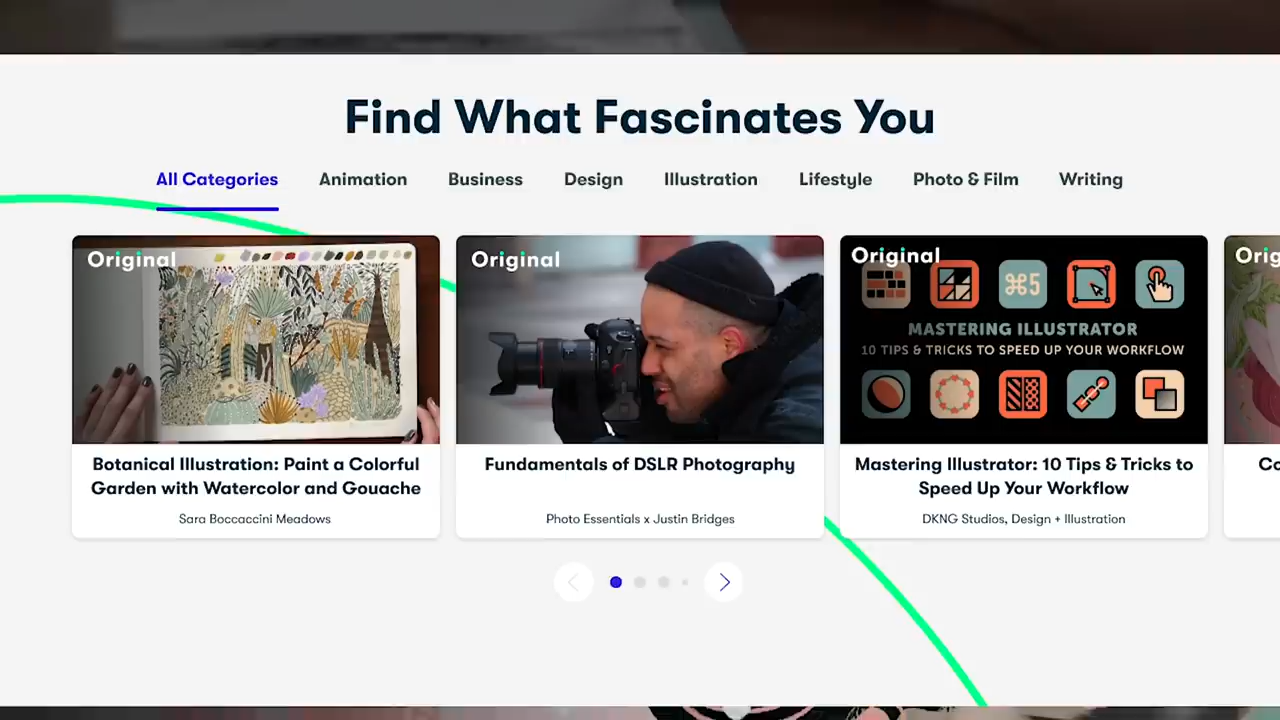 Find What Fascinates You
All Categories Animation Business Design Illustration Lifestyle Photo & Film Writing
Original
Original
Original
⌘5
MASTERING ILLUSTRATOR
10 TIPS & TRICKS TO SPEED UP YOUR WORKFLOW
Botanical Illustration: Paint a Colorful
Garden with Watercolor and Gouache
Sara Boccaccini Meadows
Fundamentals of DSLR Photography
Photo Essentials x Justin Bridges
Mastering Illustrator: 10 Tips & Tricks to
Speed Up Your Workflow
DKNG Studios, Design + Illustration